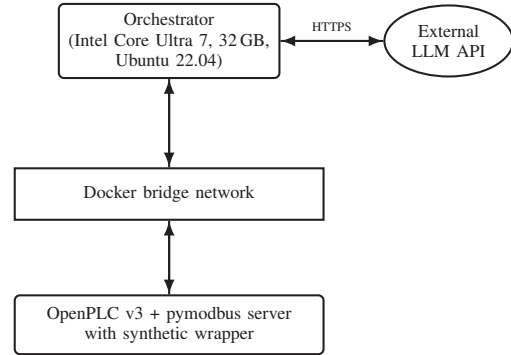 Orchestrator
(Intel Core Ultra 7, 32 GB,
Ubuntu 22.04)
HTTPS
External
LLM API
Docker bridge network
OpenPLC v3 + pymodbus server
with synthetic wrapper